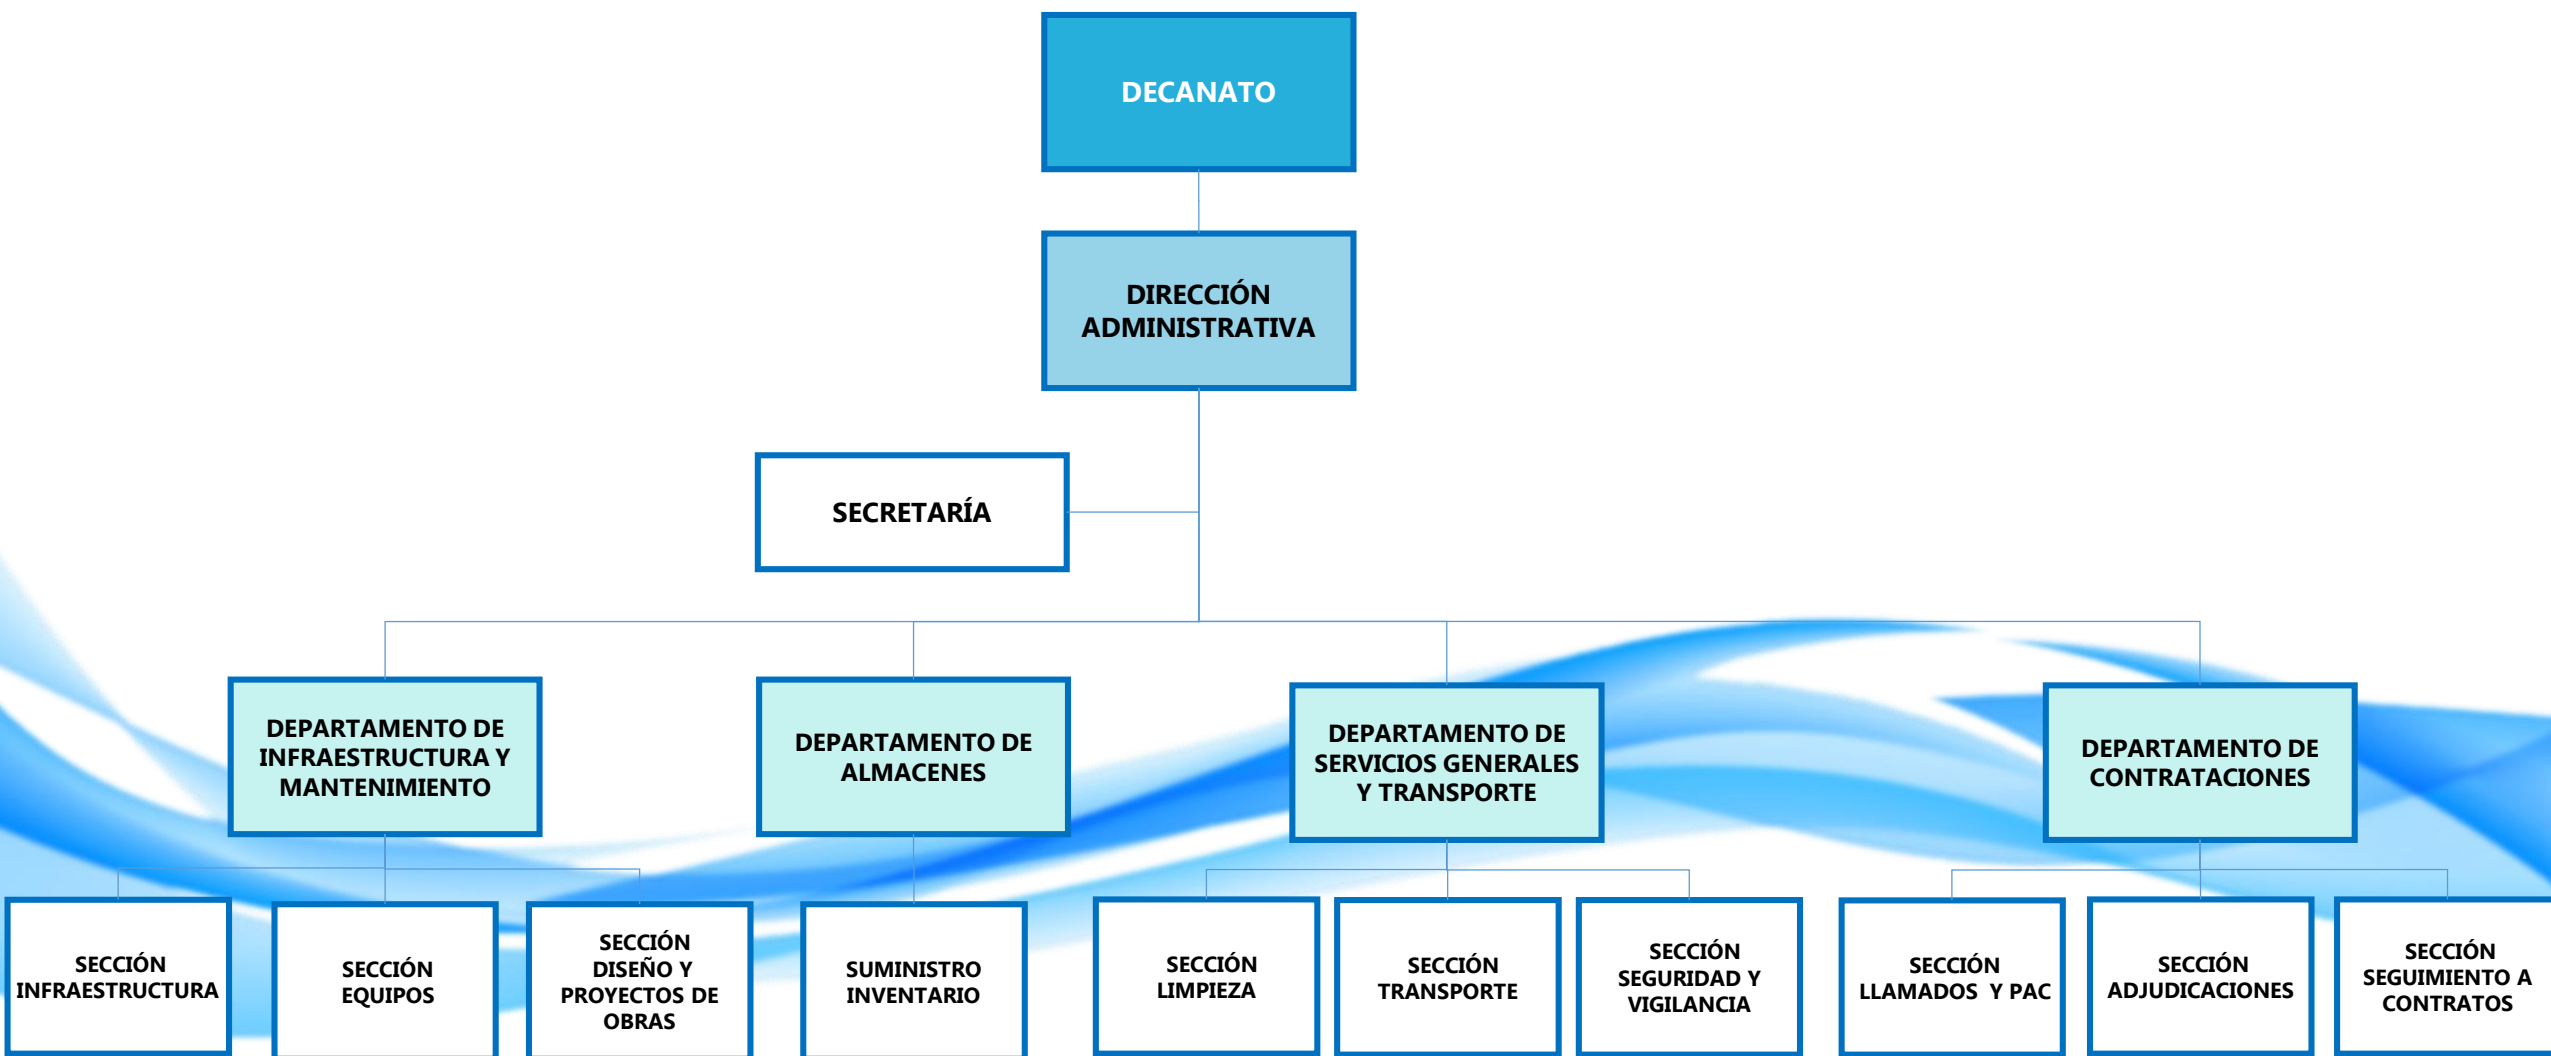 DECANATO
DIRECCIÓN
ADMINISTRATIVA
SECRETARÍA
DEPARTAMENTO DE
INFRAESTRUCTURA Y
MANTENIMIENTO
DEPARTAMENTO DE
ALMACENES
DEPARTAMENTO DE
SERVICIOS GENERALES
Y TRANSPORTE
DEPARTAMENTO DE
CONTRATACIONES
SECCIÓN
INFRAESTRUCTURA
SECCIÓN
EQUIPOS
SECCIÓN
DISEÑO Y
PROYECTOS DE
OBRAS
SUMINISTRO
INVENTARIO
SECCIÓN
LIMPIEZA
SECCIÓN
TRANSPORTE
SECCIÓN
SEGURIDAD Y
VIGILANCIA
SECCIÓN
LLAMADOS Y PAC
SECCIÓN
ADJUDICACIONES
SECCIÓN
SEGUIMIENTO A
CONTRATOS